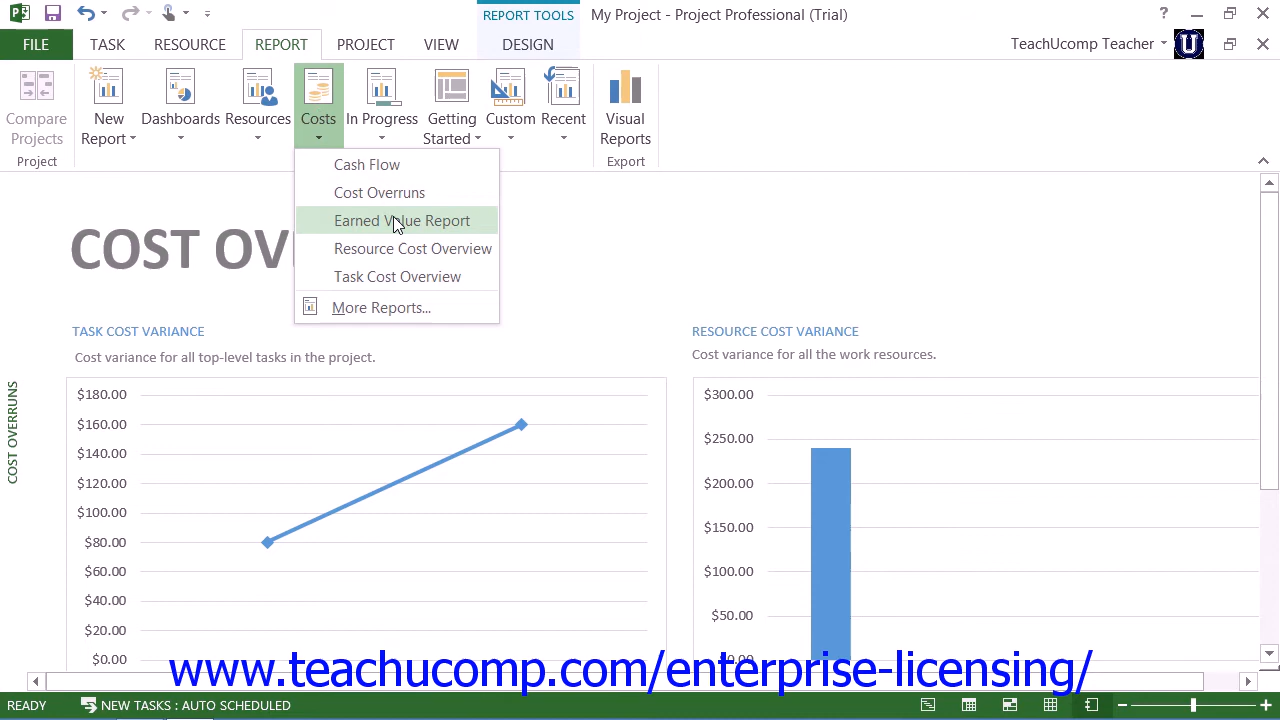 REPORT TOOLS
My Project - Project Professional (Trial)
?
FILE TASK RESOURCE REPORT PROJECT VIEW DESIGN
TeachUcomp Teacher
U
Compare Projects
New Report
Dashboards
Resources
Costs
In Progress
Getting Started
Custom
Recent
Visual Reports
Project
Export
Cash Flow
Cost Overruns
Earned Value Report
Resource Cost Overview
Task Cost Overview
More Reports...
COST OV
TASK COST VARIANCE
Cost variance for all top-level tasks in the project.
$180.00
$160.00
$140.00
$120.00
$100.00
$80.00
$60.00
$40.00
$20.00
$0.00
RESOURCE COST VARIANCE
Cost variance for all the work resources.
$300.00
$250.00
$200.00
$150.00
$100.00
$50.00
COST OVERRUNS
www.teachucomp.com/enterprise-licensing/
READY
NEW TASKS : AUTO SCHEDULED